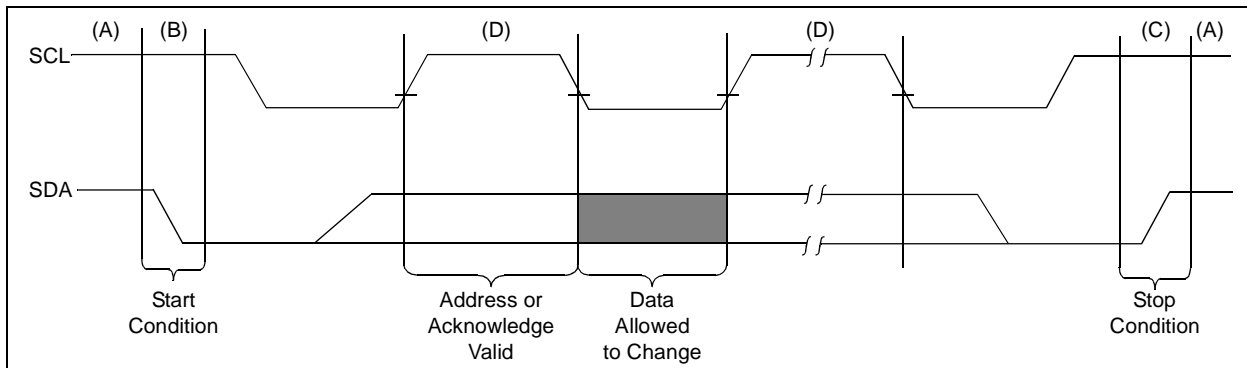 (A)
(B)
(D)
(D)
(C)
(A)
SCL
SDA
Start
Condition
Address or
Acknowledge
Valid
Data
Allowed
to Change
Stop
Condition